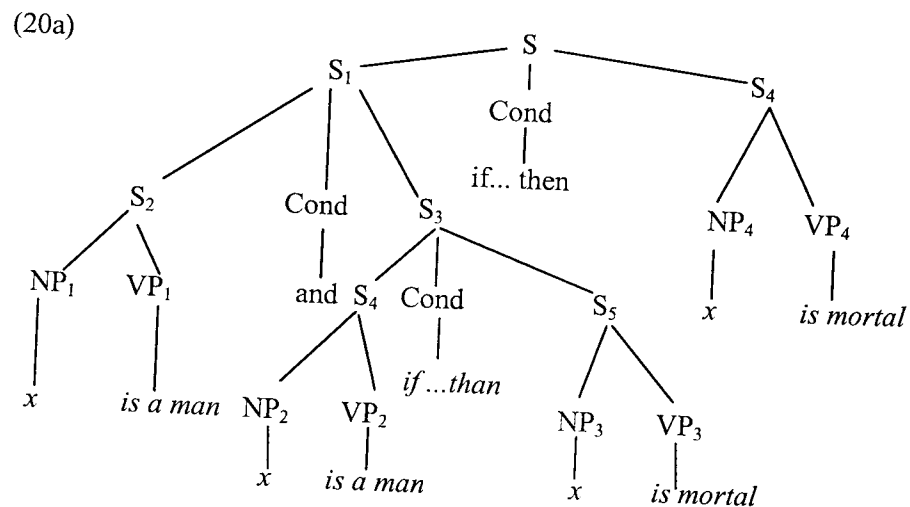 (20a)
S
S₁
S₄
Cond
if... then
S₂
Cond
S₃
NP₄
VP₄
NP₁
VP₁
and
S₄
Cond
S₅
x
is mortal
x
is a man
NP₂
VP₂
if ...than
NP₃
VP₃
x
is a man
x
is mortal